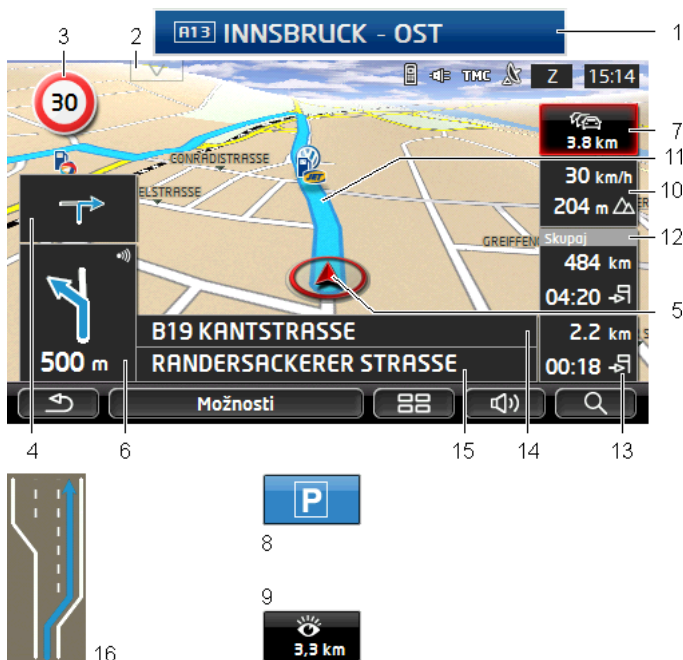 A13 INNSBRUCK - OST
1
3
2
TMC
Z
15:14
30
7
3.8 km
11
CONRADISTRASSE
JET
30 km/h
10
ELSTRASSE
204 m
GREIFFEN
Skupoj
12
484 km
04:20
5
B19 KANTSTRASSE
2.2 km
500 m
RANDERSACKERER STRASSE
00:18
Možnosti
4
6
15
14
13
P
8
9
3,3 km
16